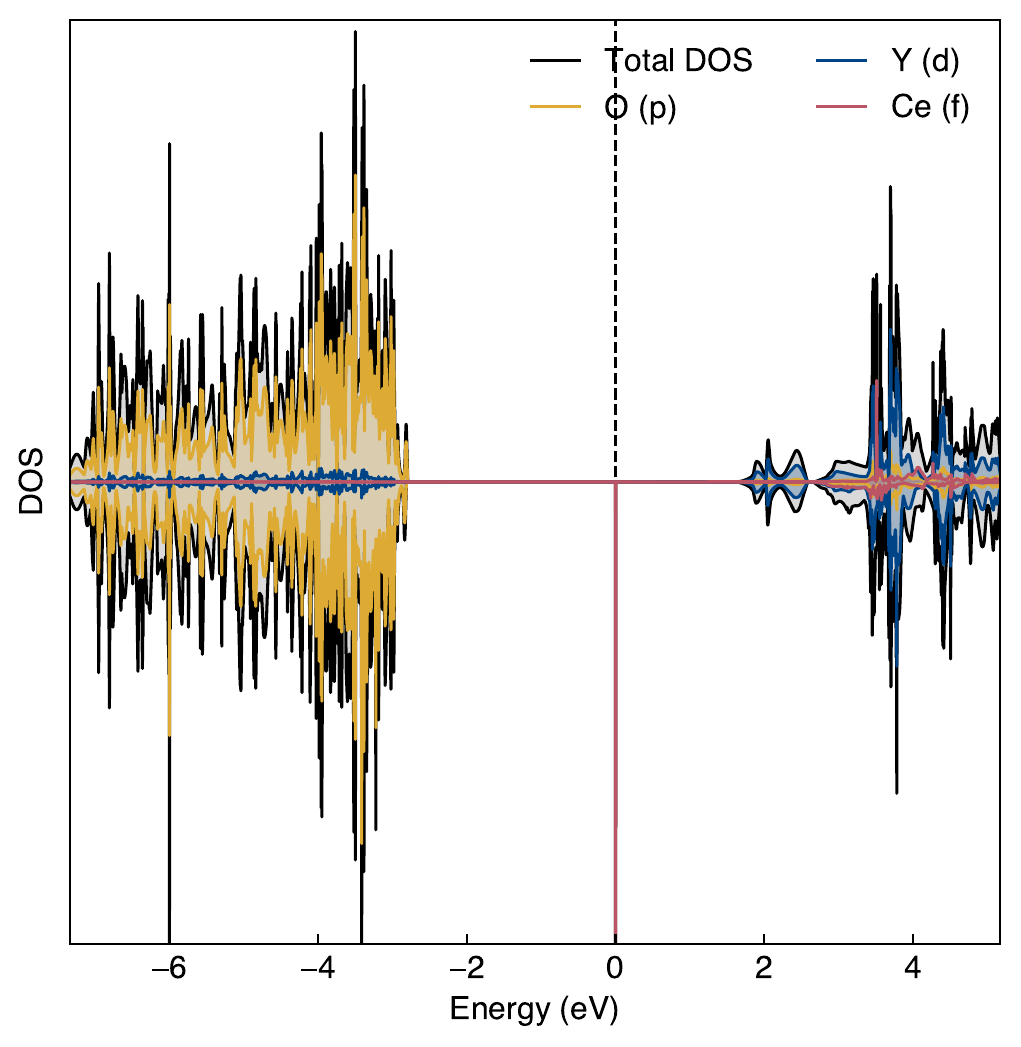 Total DOS
O (p)
Y (d)
Ce (f)
DOS
−6 −4 −2 0 2 4
Energy (eV)